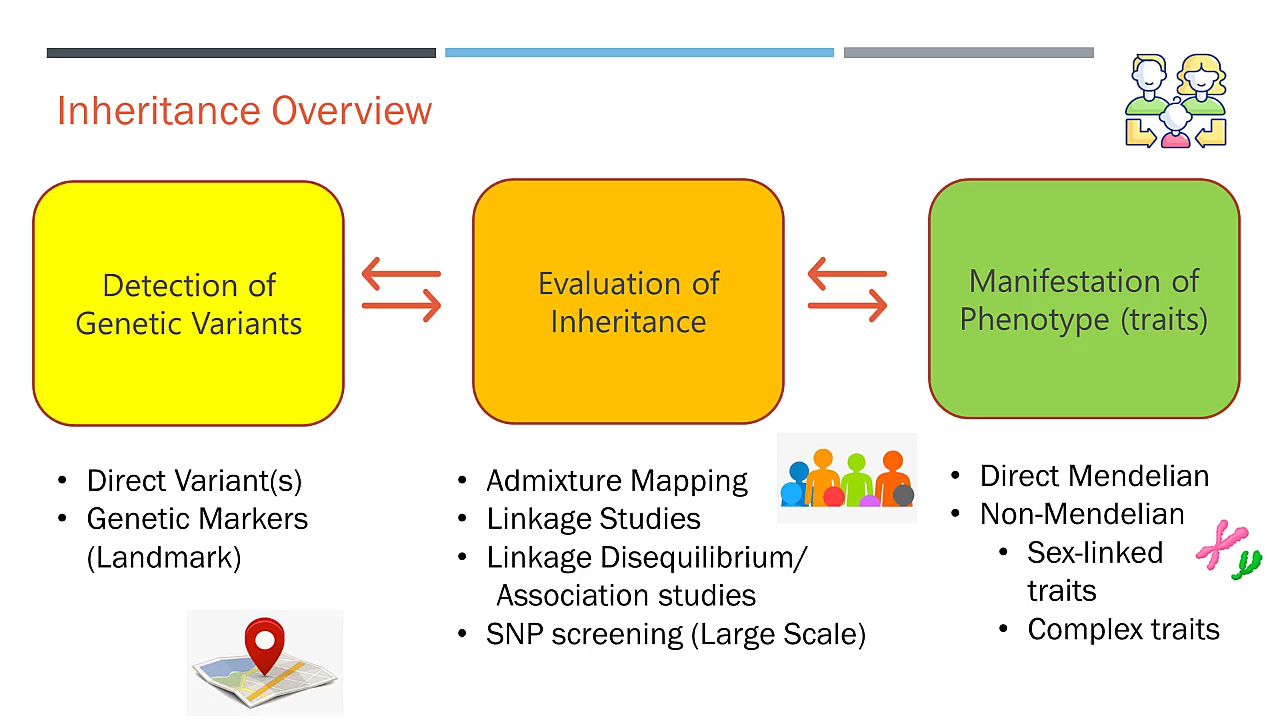 Inheritance Overview
Detection of
Genetic Variants
Evaluation of
Inheritance
Manifestation of
Phenotype (traits)
• Direct Variant(s)
• Genetic Markers
(Landmark)
• Admixture Mapping
• Linkage Studies
• Linkage Disequilibrium/
Association studies
• SNP screening (Large Scale)
• Direct Mendelian
• Non-Mendelian
• Sex-linked
traits
• Complex traits